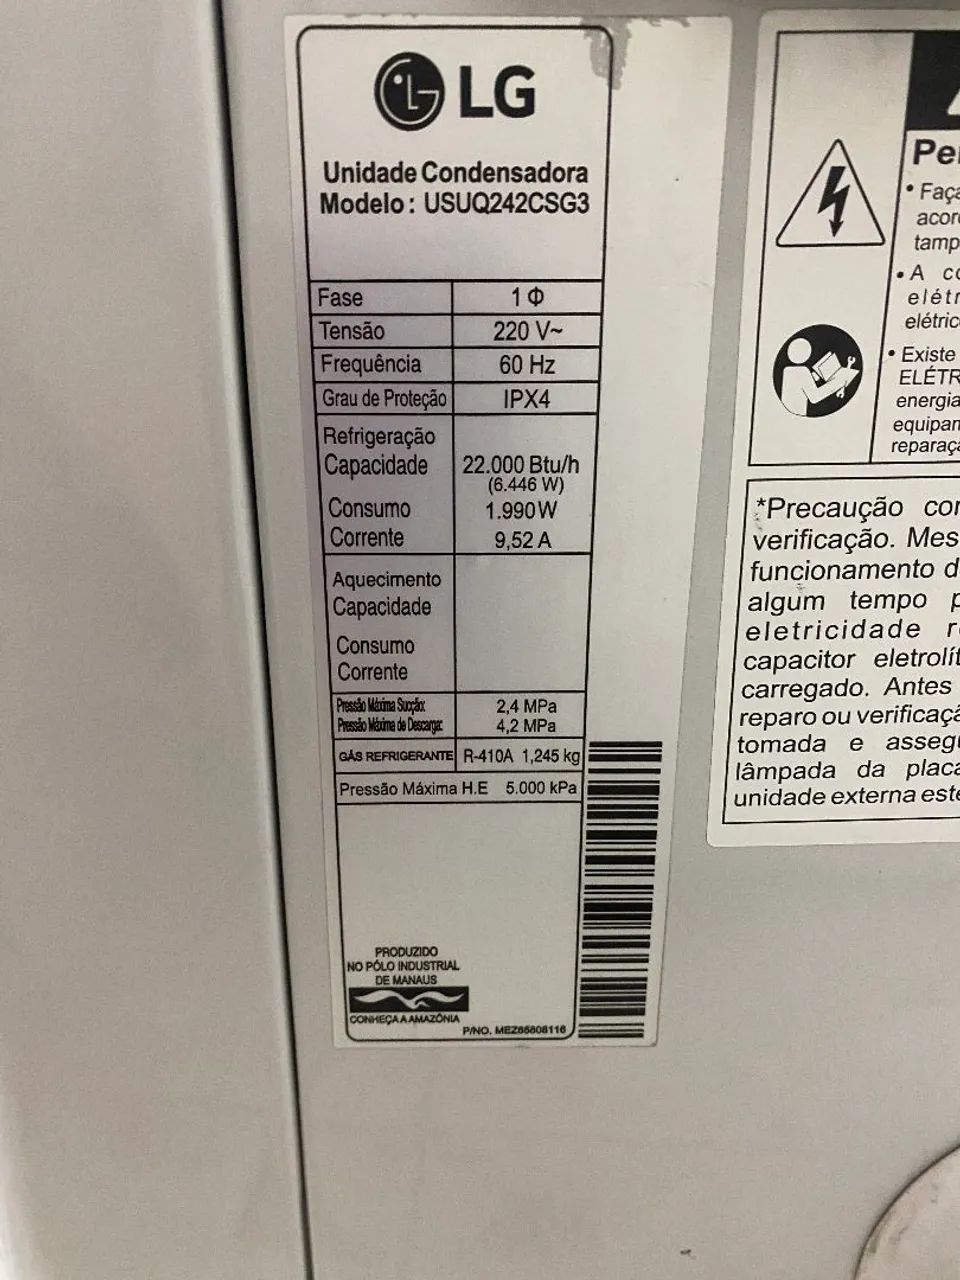 LG
Unidade Condensadora
Modelo: USUQ242CSG3
Fase 1 Φ
Tensão 220 V~
Frequência 60 Hz
Grau de Proteção IPX4
Refrigeração
Capacidade 22.000 Btu/h
(6.446 W)
Consumo 1.990W
Corrente 9,52 A
Aquecimento
Capacidade
Consumo
Corrente
Pressão Máxima Sucção: 2,4 MPa
Pressão Máxima de Descarga: 4,2 MPa
GÁS REFRIGERANTE R-410A 1,245 kg
Pressão Máxima H.E 5.000 kPa
PRODUZIDO
NO PÓLO INDUSTRIAL
DE MANAUS
CONHEÇA A AMAZÔNIA
P/NO. MEZ65808116
Pe
• Faça
acor
tamp
• A co
elétr
elétric
• Existe
ELÉTR
energia
equipam
reparaç
*Precaução co
verificação. Mes
funcionamento d
algum tempo p
eletricidade r
capacitor eletrolít
carregado. Antes
reparo ou verificaç
tomada e assegu
lâmpada da placa
unidade externa este